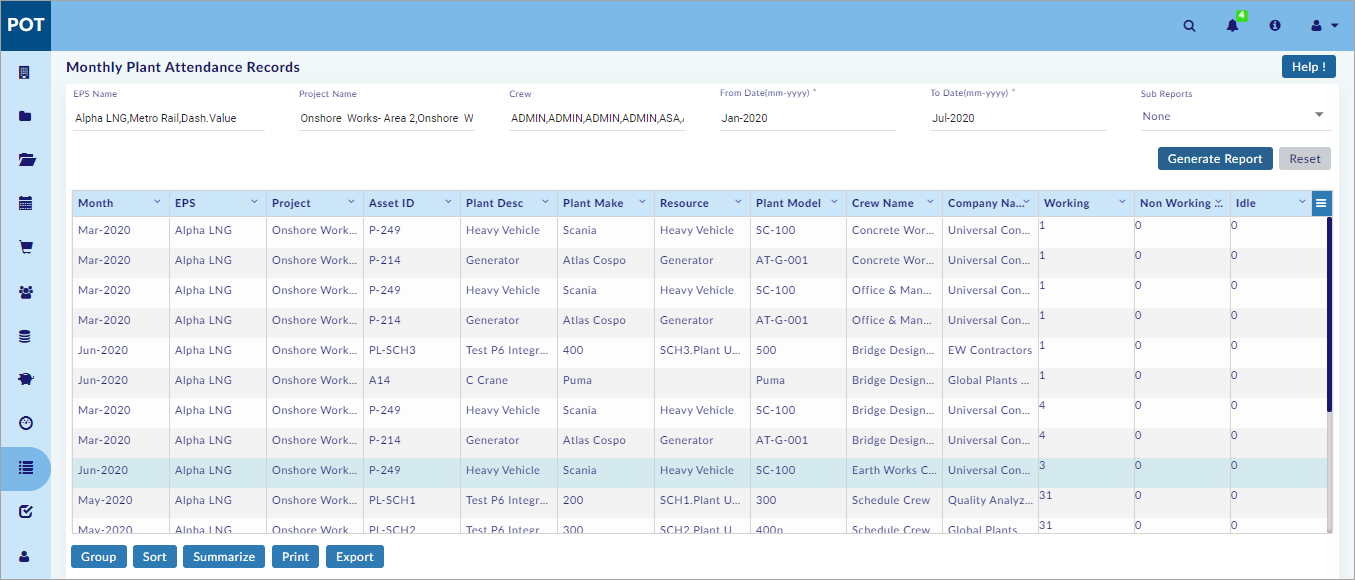 POT
4
Monthly Plant Attendance Records
Help !
EPS Name Project Name Crew From Date(mm-yyyy) * To Date(mm-yyyy) * Sub Reports
Alpha LNG,Metro Rail,Dash.Value Onshore Works- Area 2,Onshore W ADMIN,ADMIN,ADMIN,ADMIN,ASA, Jan-2020 Jul-2020 None
Generate Report Reset
Month EPS Project Asset ID Plant Desc Plant Make Resource Plant Model Crew Name Company Na... Working Non Working ... Idle
Mar-2020 Alpha LNG Onshore Work... P-249 Heavy Vehicle Scania Heavy Vehicle SC-100 Concrete Wor... Universal Con... 1 0 0
Mar-2020 Alpha LNG Onshore Work... P-214 Generator Atlas Cospo Generator AT-G-001 Concrete Wor... Universal Con... 1 0 0
Mar-2020 Alpha LNG Onshore Work... P-249 Heavy Vehicle Scania Heavy Vehicle SC-100 Office & Man... Universal Con... 1 0 0
Mar-2020 Alpha LNG Onshore Work... P-214 Generator Atlas Cospo Generator AT-G-001 Office & Man... Universal Con... 1 0 0
Jun-2020 Alpha LNG Onshore Work... PL-SCH3 Test P6 Integr... 400 SCH3.Plant U... 500 Bridge Design... EW Contractors 1 0 0
Jun-2020 Alpha LNG Onshore Work... A14 C Crane Puma Puma Bridge Design... Global Plants ... 1 0 0
Mar-2020 Alpha LNG Onshore Work... P-249 Heavy Vehicle Scania Heavy Vehicle SC-100 Bridge Design... Universal Con... 4 0 0
Mar-2020 Alpha LNG Onshore Work... P-214 Generator Atlas Cospo Generator AT-G-001 Bridge Design... Universal Con... 4 0 0
Jun-2020 Alpha LNG Onshore Work... P-249 Heavy Vehicle Scania Heavy Vehicle SC-100 Earth Works C... Universal Con... 3 0 0
May-2020 Alpha LNG Onshore Work... PL-SCH1 Test P6 Integr... 200 SCH1.Plant U... 300 Schedule Crew Quality Analyz... 31 0 0
May-2020 Alpha LNG Onshore Work... PL-SCH2 Test P6 Integr... 300 SCH2.Plant U... 400p Schedule Crew Global Plants 31 0 0
Group Sort Summarize Print Export